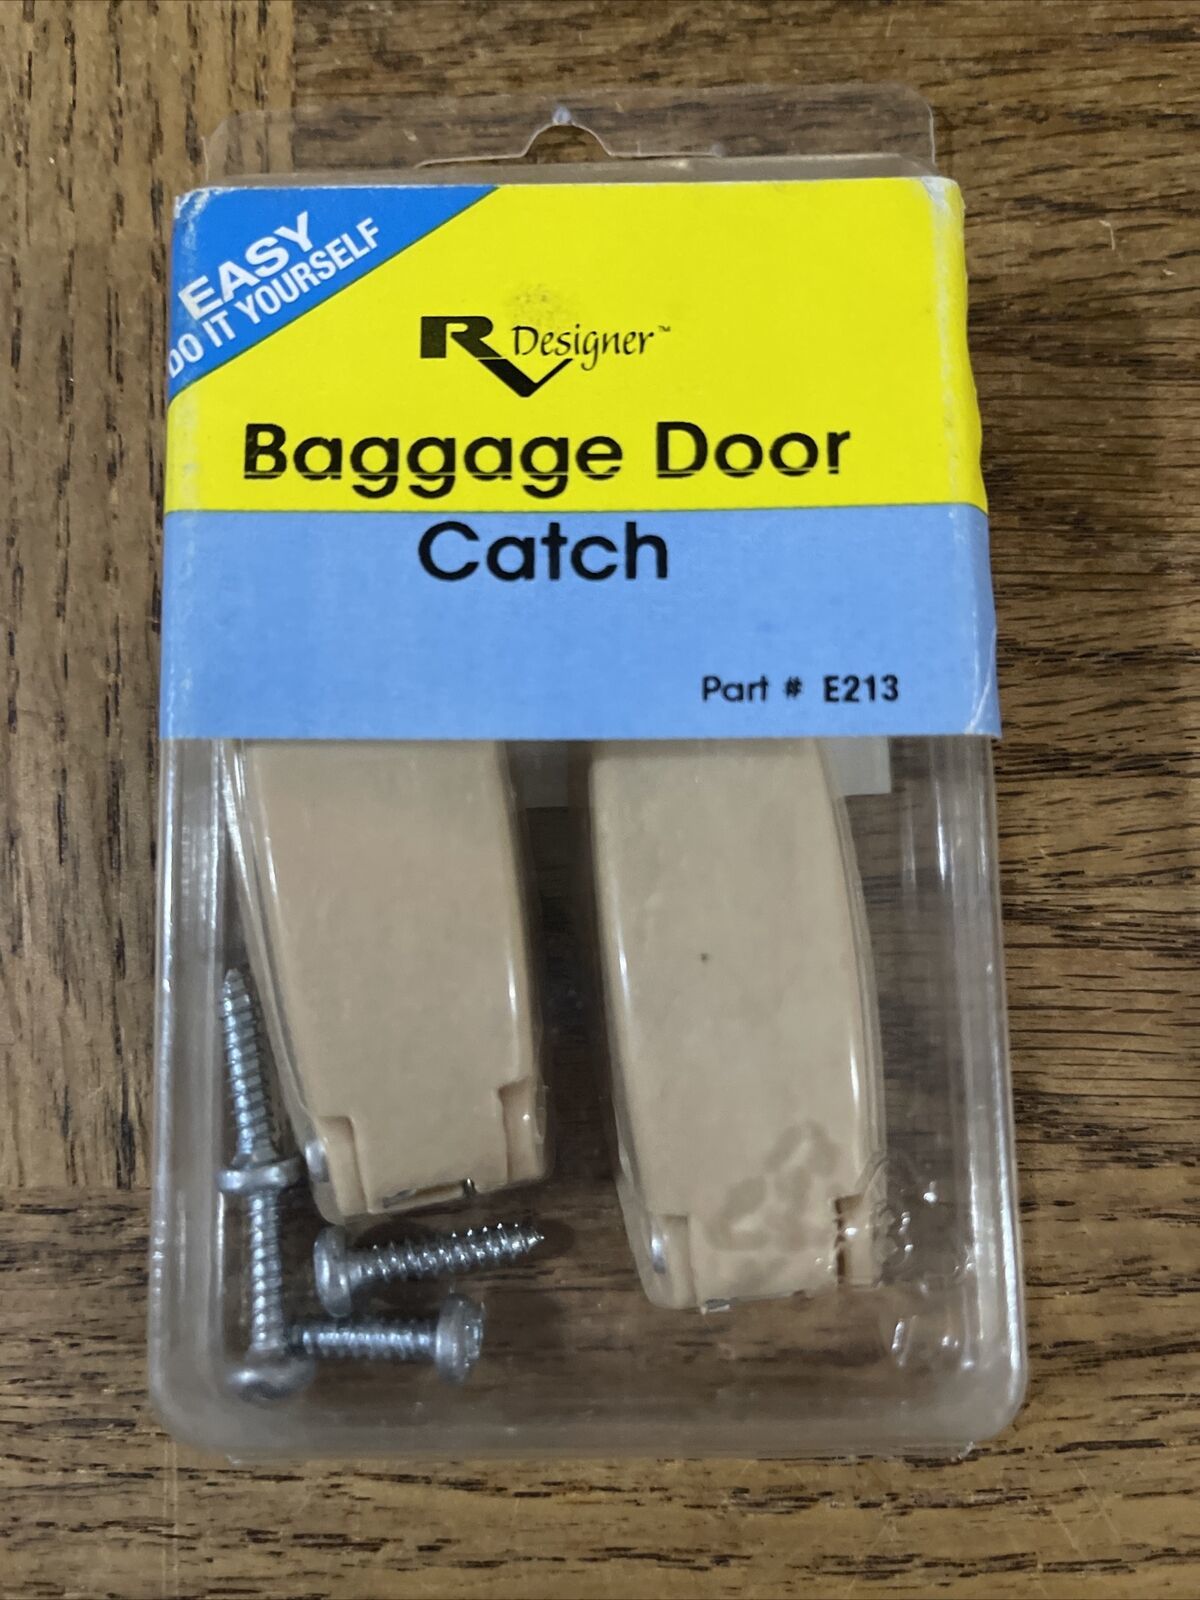 EASY
DO IT YOURSELF
RV Designer™
Baggage Door
Catch
Part # E213